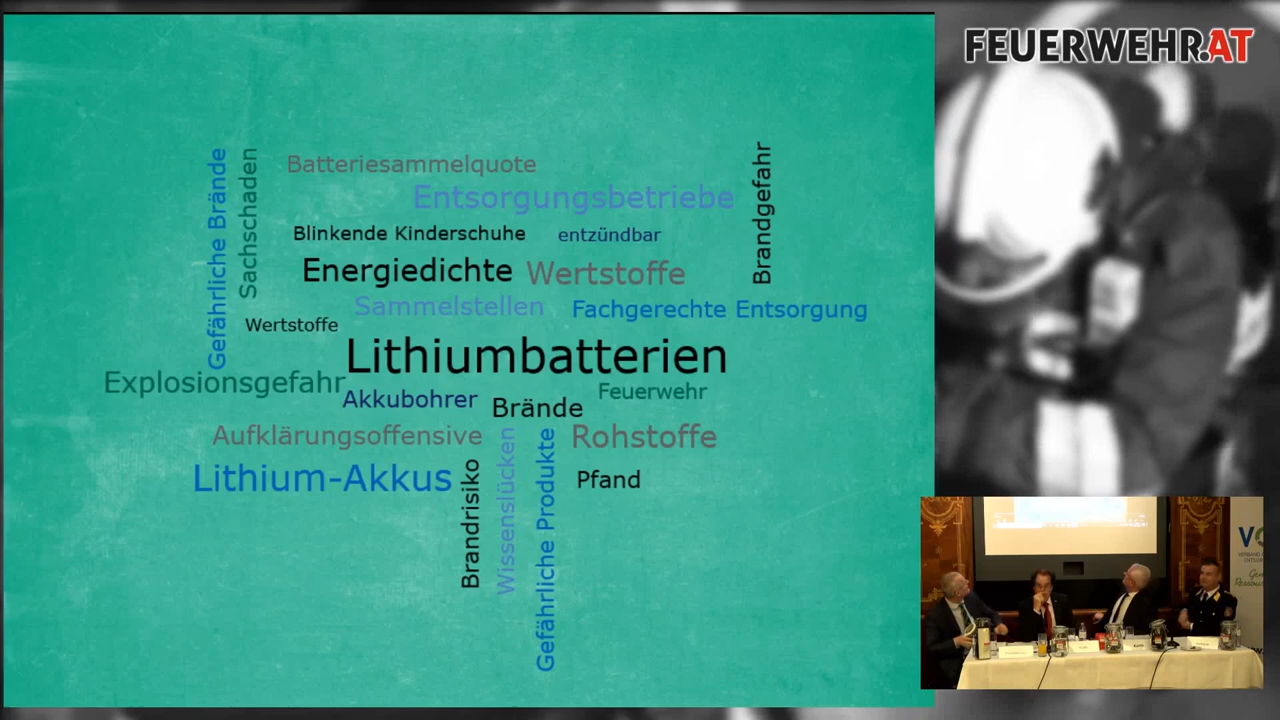 FEUERWEHR.AT
Gefährliche Brände
Sachschaden
Batteriesammelquote
Entsorgungsbetriebe
Brandgefahr
Blinkende Kinderschuhe
entzündbar
Energiedichte
Wertstoffe
Sammelstellen
Fachgerechte Entsorgung
Wertstoffe
Lithiumbatterien
Explosionsgefahr
Akkubohrer
Brände
Feuerwehr
Aufklärungsoffensive
Wissenslücken
Gefährliche Produkte
Rohstoffe
Lithium-Akkus
Brandrisiko
Pfand